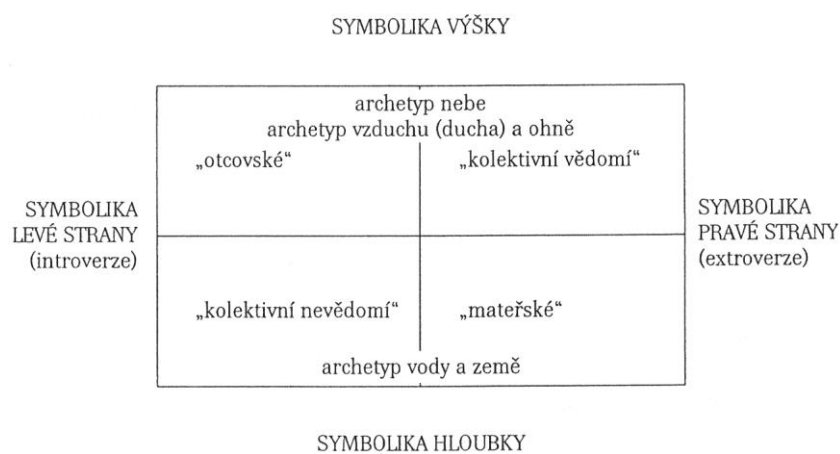 SYMBOLIKA VÝŠKY
archetyp nebe
archetyp vzduchu (ducha) a ohně
„otcovské“
„kolektivní vědomí“
SYMBOLIKA
LEVÉ STRANY
(introverze)
SYMBOLIKA
PRAVÉ STRANY
(extroverze)
„kolektivní nevědomí“
„mateřské“
archetyp vody a země
SYMBOLIKA HLOUBKY